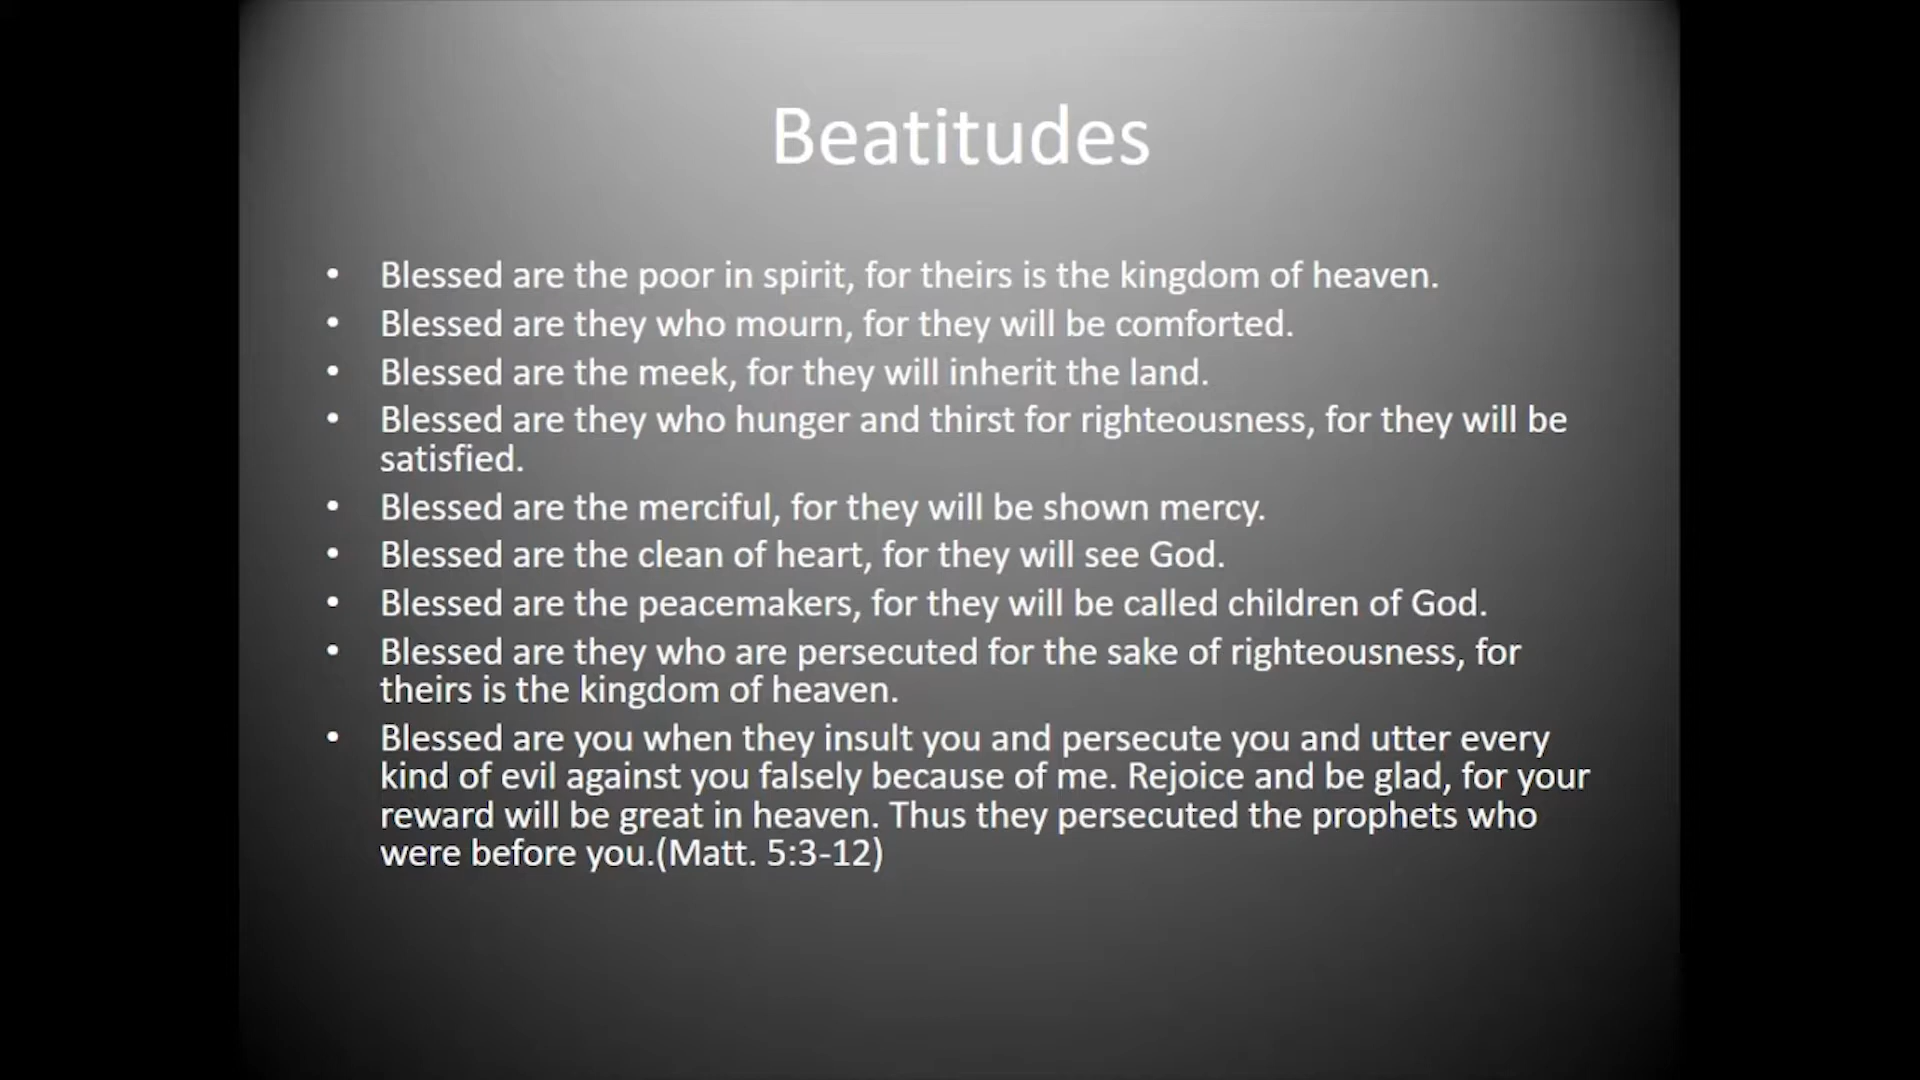 Beatitudes
• Blessed are the poor in spirit, for theirs is the kingdom of heaven.
• Blessed are they who mourn, for they will be comforted.
• Blessed are the meek, for they will inherit the land.
• Blessed are they who hunger and thirst for righteousness, for they will be
satisfied.
• Blessed are the merciful, for they will be shown mercy.
• Blessed are the clean of heart, for they will see God.
• Blessed are the peacemakers, for they will be called children of God.
• Blessed are they who are persecuted for the sake of righteousness, for
theirs is the kingdom of heaven.
• Blessed are you when they insult you and persecute you and utter every
kind of evil against you falsely because of me. Rejoice and be glad, for your
reward will be great in heaven. Thus they persecuted the prophets who
were before you.(Matt. 5:3-12)